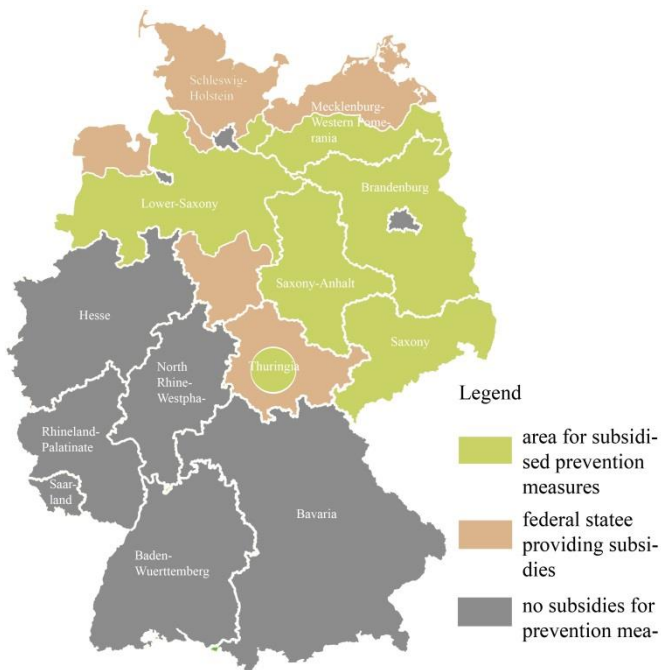 Schleswig-
Holstein
Mecklenburg-
Western Pome-
rania
Brandenburg
Lower-Saxony
Saxony-Anhalt
Hesse
Saxony
North
Rhine-
Westpha-
Thuringia
Rhineland-
Palatinate
Saar-
land
Bavaria
Baden-
Wuerttemberg
Legend
area for subsidi-
sed prevention
measures
federal statee
providing subsi-
dies
no subsidies for
prevention mea-